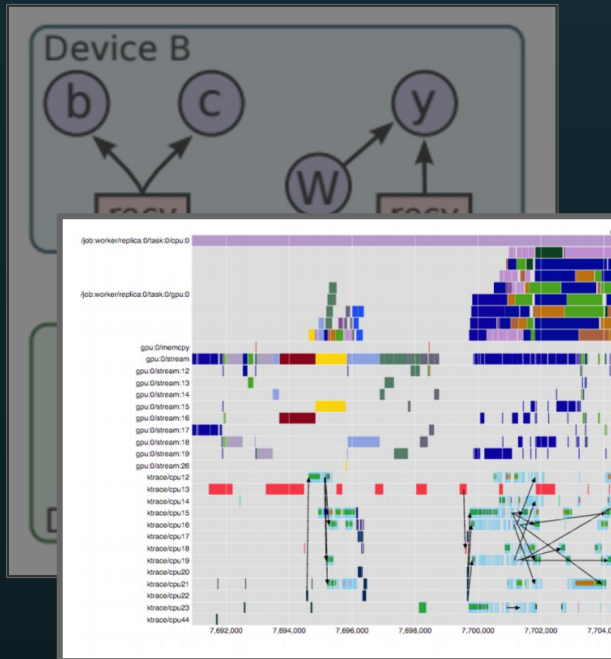 Device B
b
c
y
W
recv
recv
/job:worker/replica:0/task:0/cpu:0
/job:worker/replica:0/task:0/gpu:0
gpu:0/memcpy
gpu:0/stream
gpu:0/stream:12
gpu:0/stream:13
gpu:0/stream:14
gpu:0/stream:15
gpu:0/stream:16
gpu:0/stream:17
gpu:0/stream:18
gpu:0/stream:19
gpu:0/stream:26
ktrace/cpu12
ktrace/cpu13
ktrace/cpu14
ktrace/cpu15
ktrace/cpu16
ktrace/cpu17
ktrace/cpu18
ktrace/cpu19
ktrace/cpu20
ktrace/cpu21
ktrace/cpu22
ktrace/cpu23
ktrace/cpu44
7,692,000 7,694,000 7,696,000 7,698,000 7,700,000 7,702,000